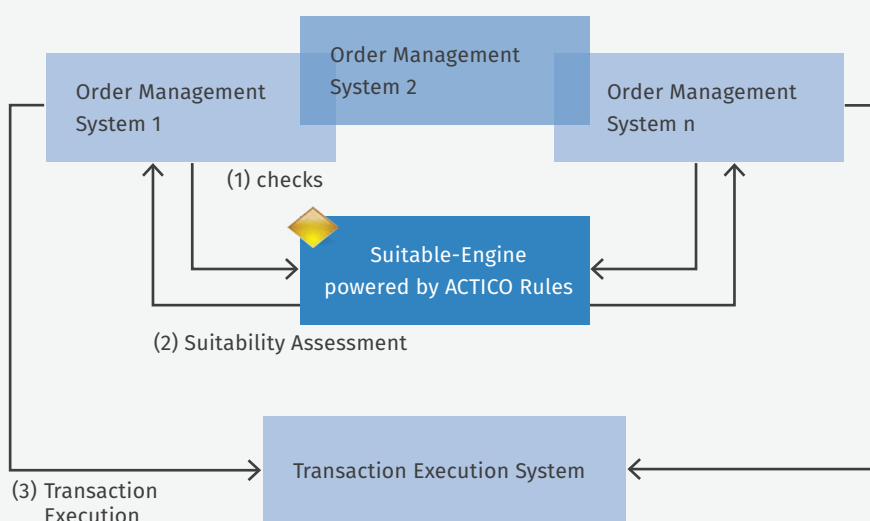 Order Management
System 2
Order Management
System 1
Order Management
System n
(1) checks
Suitable-Engine
powered by ACTICO Rules
(2) Suitability Assessment
Transaction Execution System
(3) Transaction
Execution